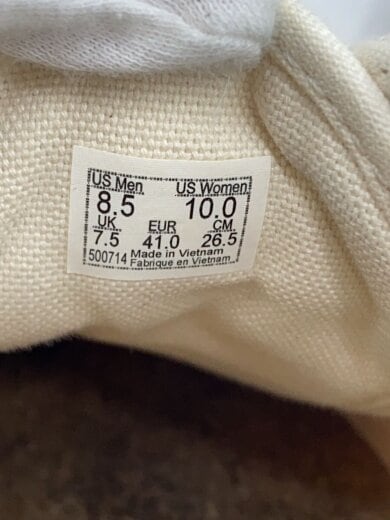 US Men US Women
8.5 10.0
UK EUR CM
7.5 41.0 26.5
500714 Made in Vietnam
Fabrique en Vietnam